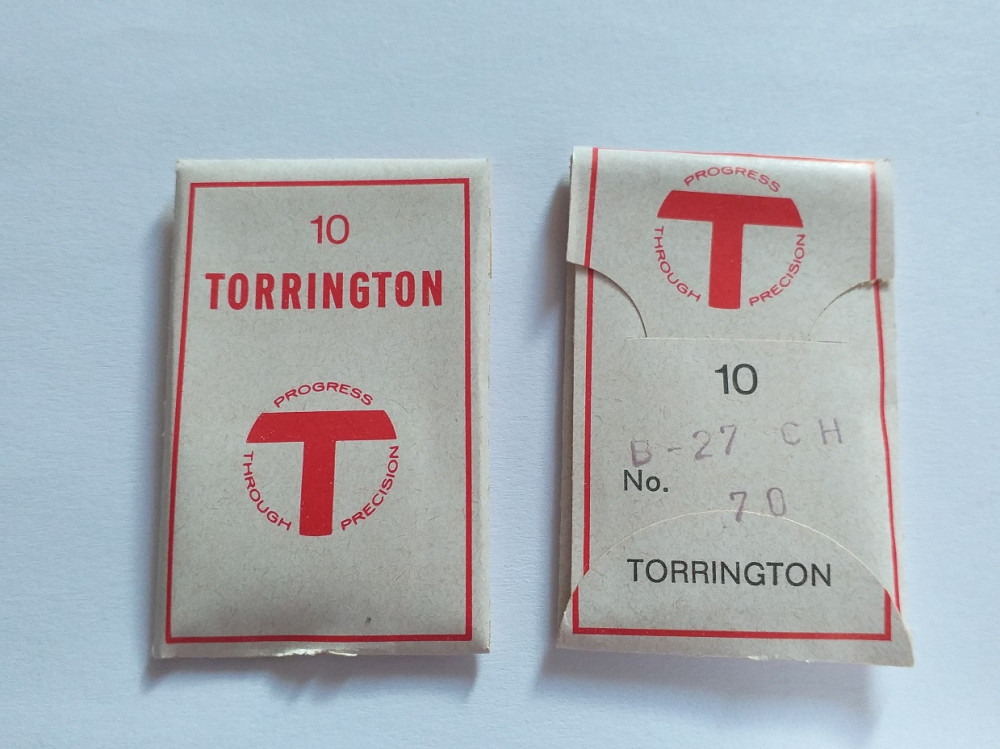 10
TORRINGTON
PROGRESS
THROUGH PRECISION
T
PROGRESS
THROUGH PRECISION
T
10
B-27 CH
No.
70
TORRINGTON